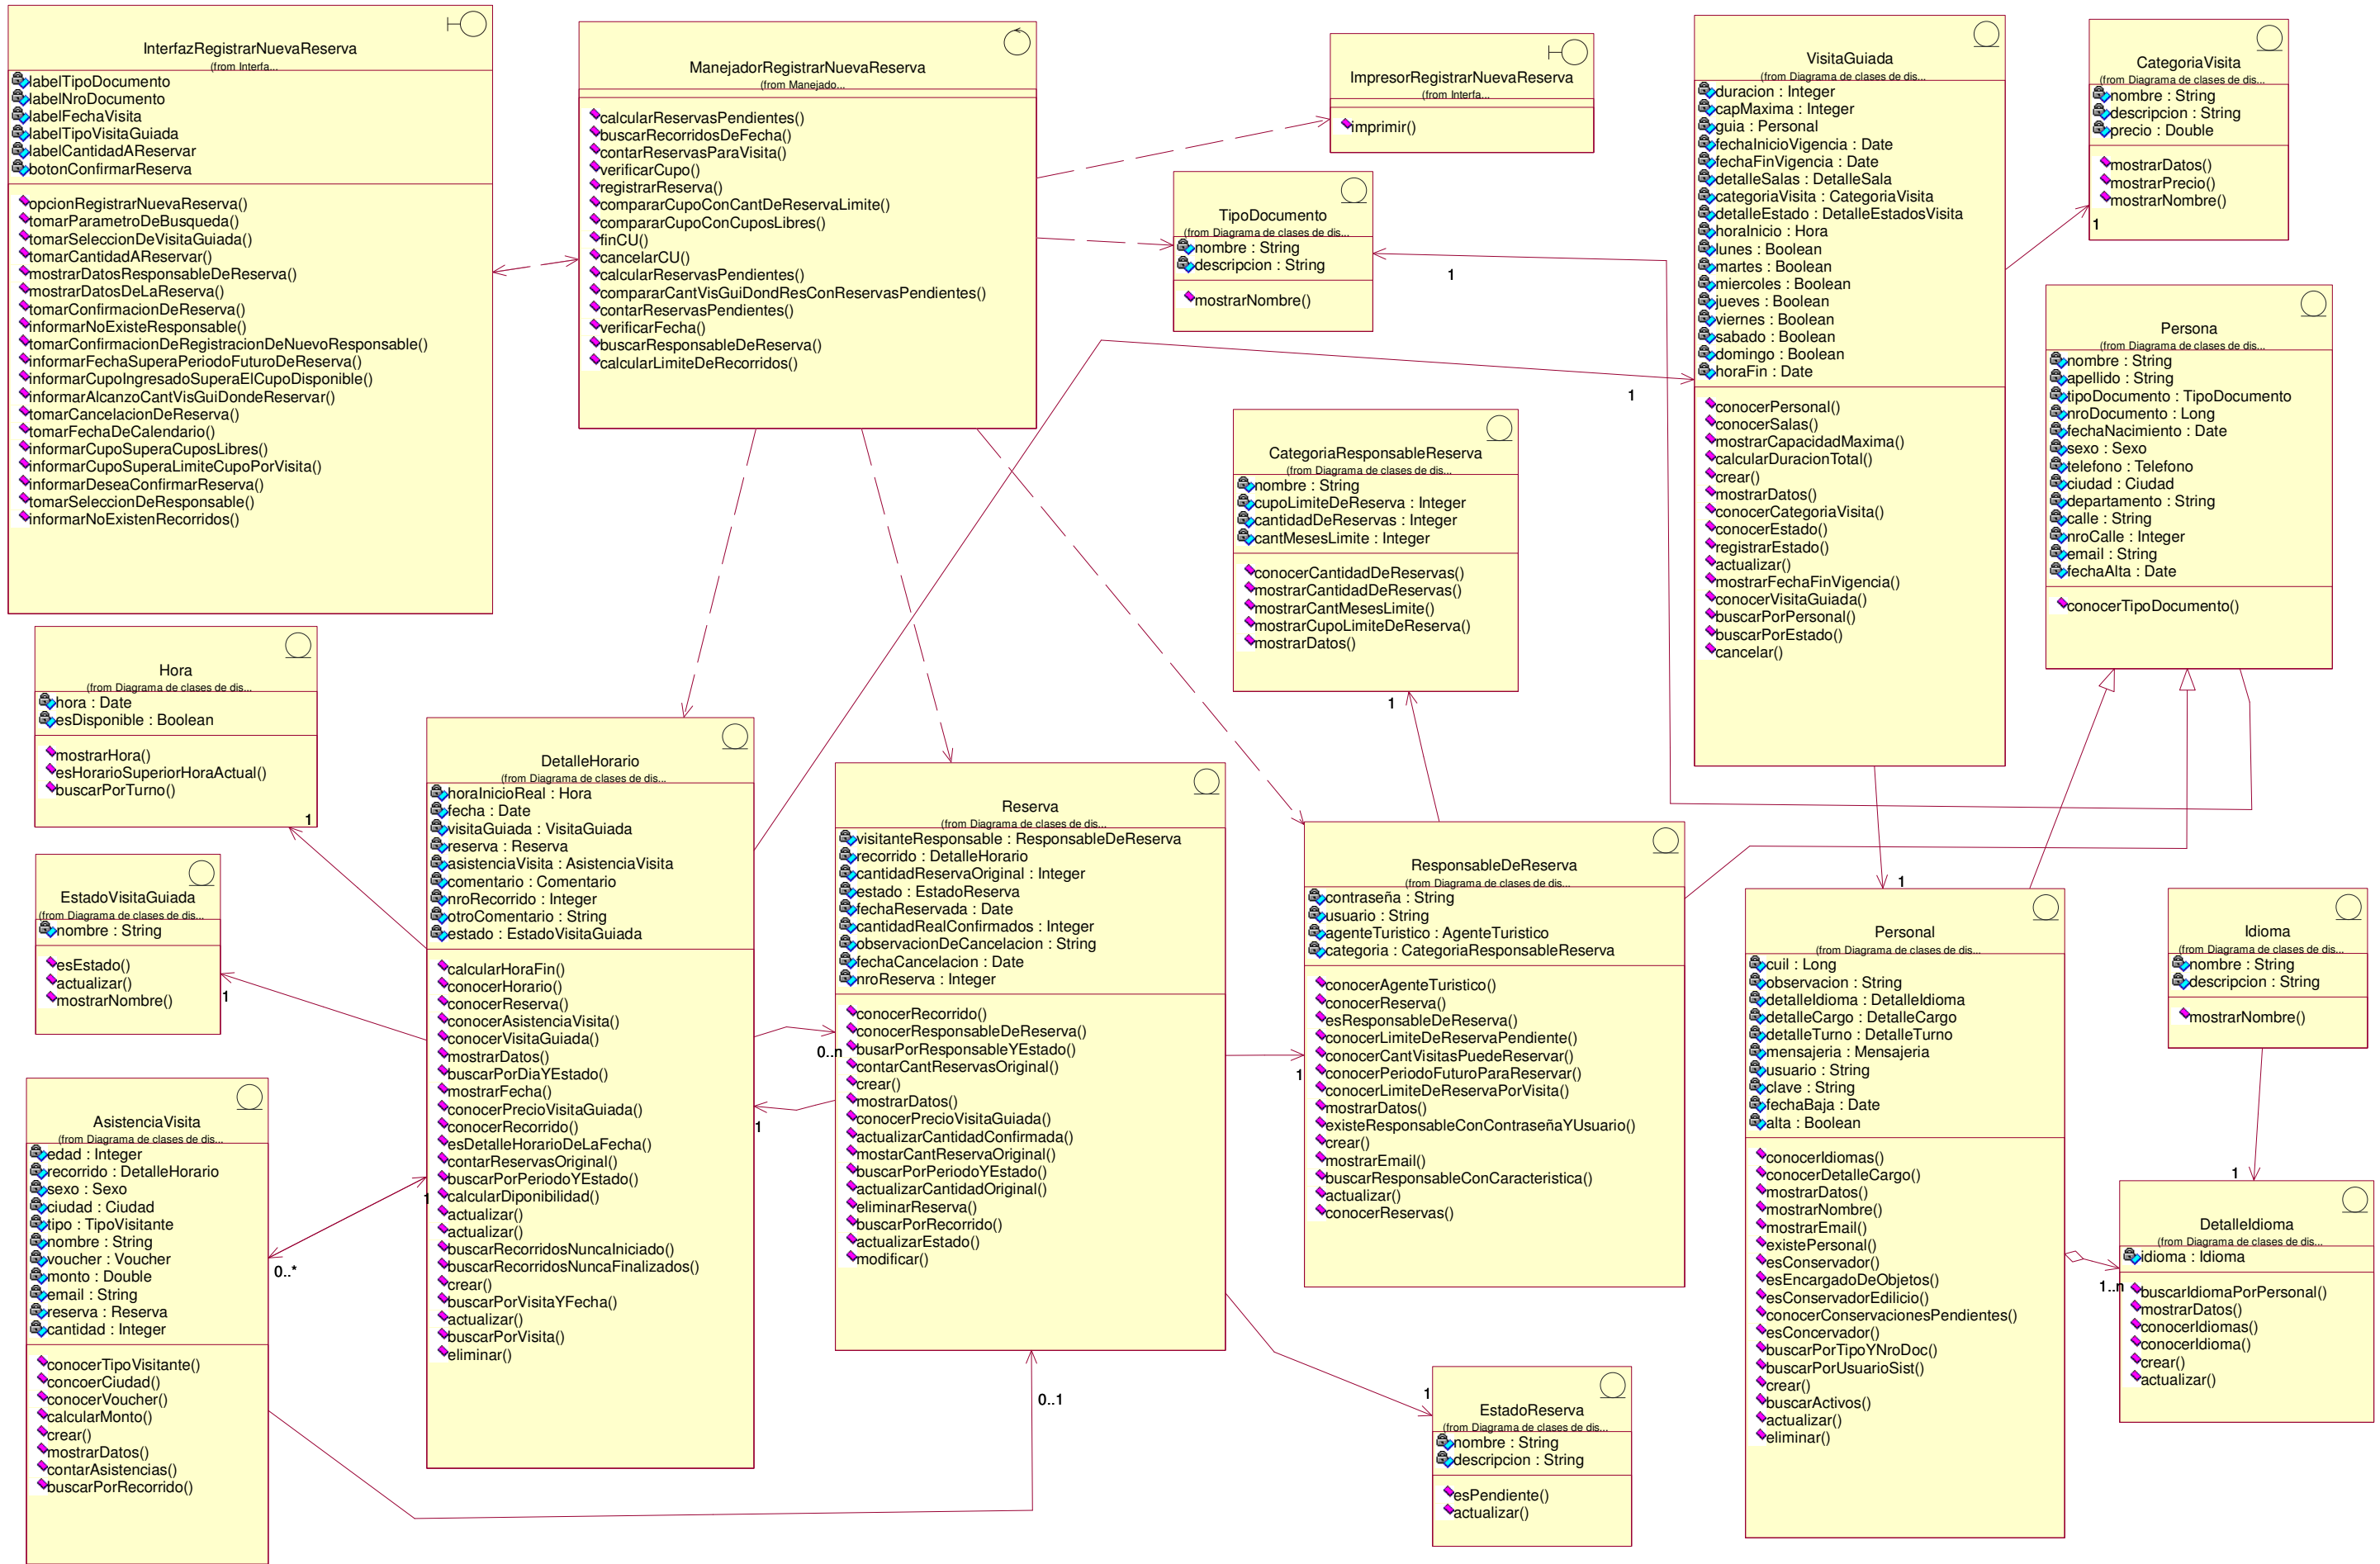 InterfazRegistrarNuevaReserva
(from Interfa...
labelTipoDocumento
labelNroDocumento
labelFechaVisita
labelTipoVisitaGuiada
labelCantidadAReservar
botonConfirmarReserva
opcionRegistrarNuevaReserva()
tomarParametroDeBusqueda()
tomarSeleccionDeVisitaGuiada()
tomarCantidadAReservar()
mostrarDatosResponsableDeReserva()
mostrarDatosDeLaReserva()
tomarConfirmacionDeReserva()
informarNoExisteResponsable()
tomarConfirmacionDeRegistracionDeNuevoResponsable()
informarFechaSuperaPeriodoFuturoDeReserva()
informarCupoIngresadoSuperaElCupoDisponible()
informarAlcanzoCantVisGuiDondeReservar()
tomarCancelacionDeReserva()
tomarFechaDeCalendario()
informarCupoSuperaCuposLibres()
informarCupoSuperaLimiteCupoPorVisita()
informarDeseaConfirmarReserva()
tomarSeleccionDeResponsable()
informarNoExistenRecorridos()
ManejadorRegistrarNuevaReserva
(from Manejado...
calcularReservasPendientes()
buscarRecorridosDeFecha()
contarReservasParaVisita()
verificarCupo()
registrarReserva()
compararCupoConCantDeReservaLimite()
compararCupoConCuposLibres()
finCU()
cancelarCU()
calcularReservasPendientes()
compararCantVisGuiDondResConReservasPendientes()
contarReservasPendientes()
verificarFecha()
buscarResponsableDeReserva()
calcularLimiteDeRecorridos()
ImpresorRegistrarNuevaReserva
(from Interfa...
imprimir()
TipoDocumento
(from Diagrama de clases de dis...
nombre : String
descripcion : String
mostrarNombre()
1
VisitaGuiada
(from Diagrama de clases de dis...
duracion : Integer
capMaxima : Integer
guia : Personal
fechaInicioVigencia : Date
fechaFinVigencia : Date
detalleSalas : DetalleSala
categoriaVisita : CategoriaVisita
detalleEstado : DetalleEstadosVisita
horaInicio : Hora
lunes : Boolean
martes : Boolean
miercoles : Boolean
jueves : Boolean
viernes : Boolean
sabado : Boolean
domingo : Boolean
horaFin : Date
conocerPersonal()
conocerSalas()
mostrarCapacidadMaxima()
calcularDuracionTotal()
crear()
mostrarDatos()
conocerCategoriaVisita()
conocerEstado()
registrarEstado()
actualizar()
mostrarFechaFinVigencia()
conocerVisitaGuiada()
buscarPorPersonal()
buscarPorEstado()
cancelar()
1
CategoriaVisita
(from Diagrama de clases de dis...
nombre : String
descripcion : String
precio : Double
mostrarDatos()
mostrarPrecio()
mostrarNombre()
1
Persona
(from Diagrama de clases de dis...
nombre : String
apellido : String
tipoDocumento : TipoDocumento
nroDocumento : Long
fechaNacimiento : Date
sexo : Sexo
telefono : Telefono
ciudad : Ciudad
departamento : String
calle : String
nroCalle : Integer
email : String
fechaAlta : Date
conocerTipoDocumento()
CategoriaResponsableReserva
(from Diagrama de clases de dis...
nombre : String
cupoLimiteDeReserva : Integer
cantidadDeReservas : Integer
cantMesesLimite : Integer
conocerCantidadDeReservas()
mostrarCantidadDeReservas()
mostrarCantMesesLimite()
mostrarCupoLimiteDeReserva()
mostrarDatos()
1
Hora
(from Diagrama de clases de dis...
hora : Date
esDisponible : Boolean
mostrarHora()
esHorarioSuperiorHoraActual()
buscarPorTurno()
1
EstadoVisitaGuiada
(from Diagrama de clases de dis...
nombre : String
esEstado()
actualizar()
mostrarNombre()
1
AsistenciaVisita
(from Diagrama de clases de dis...
edad : Integer
recorrido : DetalleHorario
sexo : Sexo
ciudad : Ciudad
tipo : TipoVisitante
nombre : String
voucher : Voucher
monto : Double
email : String
reserva : Reserva
cantidad : Integer
conocerTipoVisitante()
concoerCiudad()
conocerVoucher()
calcularMonto()
crear()
mostrarDatos()
contarAsistencias()
buscarPorRecorrido()
0..*
1
DetalleHorario
(from Diagrama de clases de dis...
horaInicioReal : Hora
fecha : Date
visitaGuiada : VisitaGuiada
reserva : Reserva
asistenciaVisita : AsistenciaVisita
comentario : Comentario
nroRecorrido : Integer
otroComentario : String
estado : EstadoVisitaGuiada
calcularHoraFin()
conocerHorario()
conocerReserva()
conocerAsistenciaVisita()
conocerVisitaGuiada()
mostrarDatos()
buscarPorDiaYEstado()
mostrarFecha()
conocerPrecioVisitaGuiada()
conocerRecorrido()
esDetalleHorarioDeLaFecha()
contarReservasOriginal()
buscarPorPeriodoYEstado()
calcularDiponibilidad()
actualizar()
actualizar()
buscarRecorridosNuncaIniciado()
buscarRecorridosNuncaFinalizados()
crear()
buscarPorVisitaYFecha()
actualizar()
buscarPorVisita()
eliminar()
0..n
1
Reserva
(from Diagrama de clases de dis...
visitanteResponsable : ResponsableDeReserva
recorrido : DetalleHorario
cantidadReservaOriginal : Integer
estado : EstadoReserva
fechaReservada : Date
cantidadRealConfirmados : Integer
observacionDeCancelacion : String
fechaCancelacion : Date
nroReserva : Integer
conocerRecorrido()
conocerResponsableDeReserva()
busarPorResponsableYEstado()
contarCantReservasOriginal()
crear()
mostrarDatos()
conocerPrecioVisitaGuiada()
actualizarCantidadConfirmada()
mostarCantReservaOriginal()
buscarPorPeriodoYEstado()
actualizarCantidadOriginal()
eliminarReserva()
buscarPorRecorrido()
actualizarEstado()
modificar()
0..1
1
ResponsableDeReserva
(from Diagrama de clases de dis...
contraseña : String
usuario : String
agenteTuristico : AgenteTuristico
categoria : CategoriaResponsableReserva
conocerAgenteTuristico()
conocerReserva()
esResponsableDeReserva()
conocerLimiteDeReservaPendiente()
conocerCantVisitasPuedeReservar()
conocerPeriodoFuturoParaReservar()
conocerLimiteDeReservaPorVisita()
mostrarDatos()
existeResponsableConContraseñaYUsuario()
crear()
mostrarEmail()
buscarResponsableConCaracteristica()
actualizar()
conocerReservas()
1
EstadoReserva
(from Diagrama de clases de dis...
nombre : String
descripcion : String
esPendiente()
actualizar()
1
Personal
(from Diagrama de clases de dis...
cuil : Long
observacion : String
detalleIdioma : DetalleIdioma
detalleCargo : DetalleCargo
detalleTurno : DetalleTurno
mensajeria : Mensajeria
usuario : String
clave : String
fechaBaja : Date
alta : Boolean
conocerIdiomas()
conocerDetalleCargo()
mostrarDatos()
mostrarNombre()
mostrarEmail()
existePersonal()
esConservador()
esEncargadoDeObjetos()
esConservadorEdilicio()
conocerConservacionesPendientes()
esConcervador()
buscarPorTipoYNroDoc()
buscarPorUsuarioSist()
crear()
buscarActivos()
actualizar()
eliminar()
Idioma
(from Diagrama de clases de dis...
nombre : String
descripcion : String
mostrarNombre()
1
1..n
DetalleIdioma
(from Diagrama de clases de dis...
idioma : Idioma
buscarIdiomaPorPersonal()
mostrarDatos()
conocerIdiomas()
conocerIdioma()
crear()
actualizar()